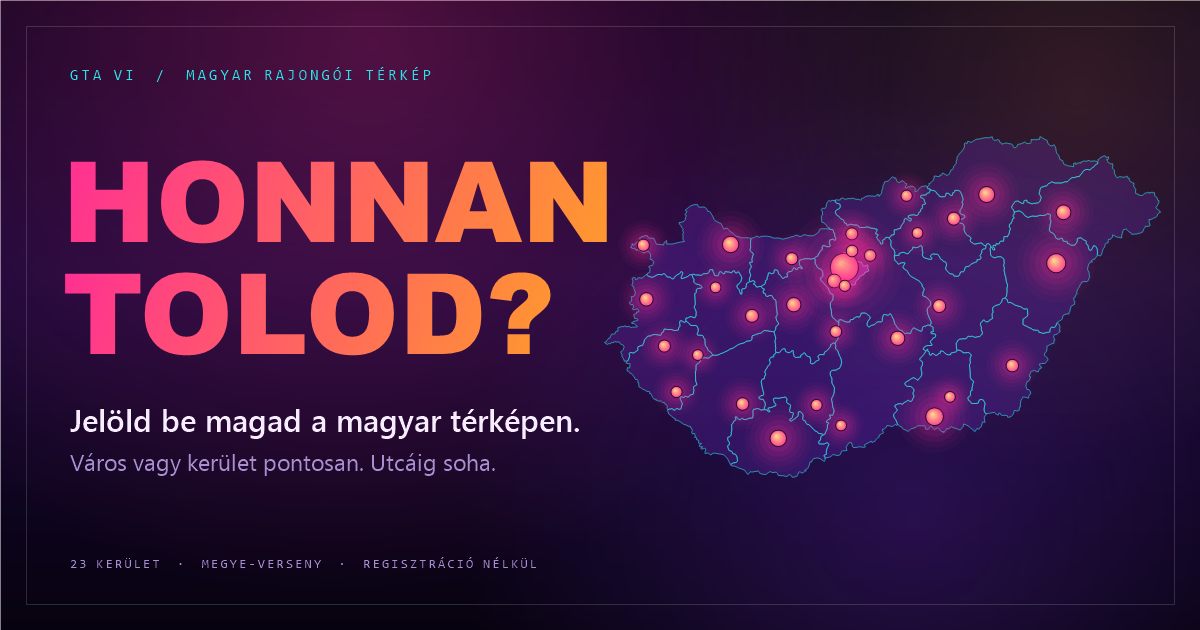 GTA VI / MAGYAR RAJONGÓI TÉRKÉP
HONNAN
TOLOD?
Jelöld be magad a magyar térképen.
Város vagy kerület pontosan. Utcáig soha.
23 KERÜLET · MEGYE-VERSENY · REGISZTRÁCIÓ NÉLKÜL